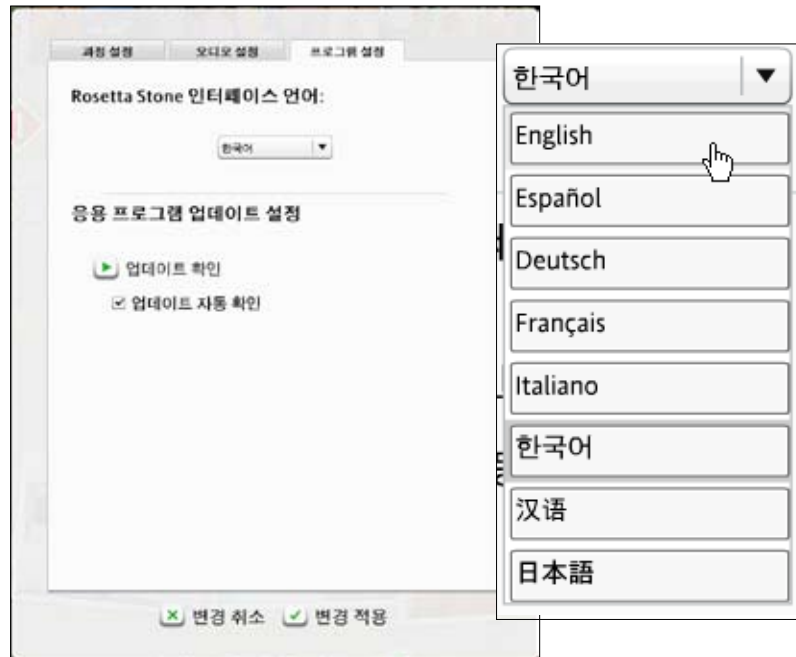 과정 설정 오디오 설정 프로그램 설정
Rosetta Stone 인터페이스 언어:
한국어
응용 프로그램 업데이트 설정
업데이트 확인
업데이트 자동 확인
변경 취소 변경 적용
한국어
English
Español
Deutsch
Français
Italiano
한국어
汉语
日本語